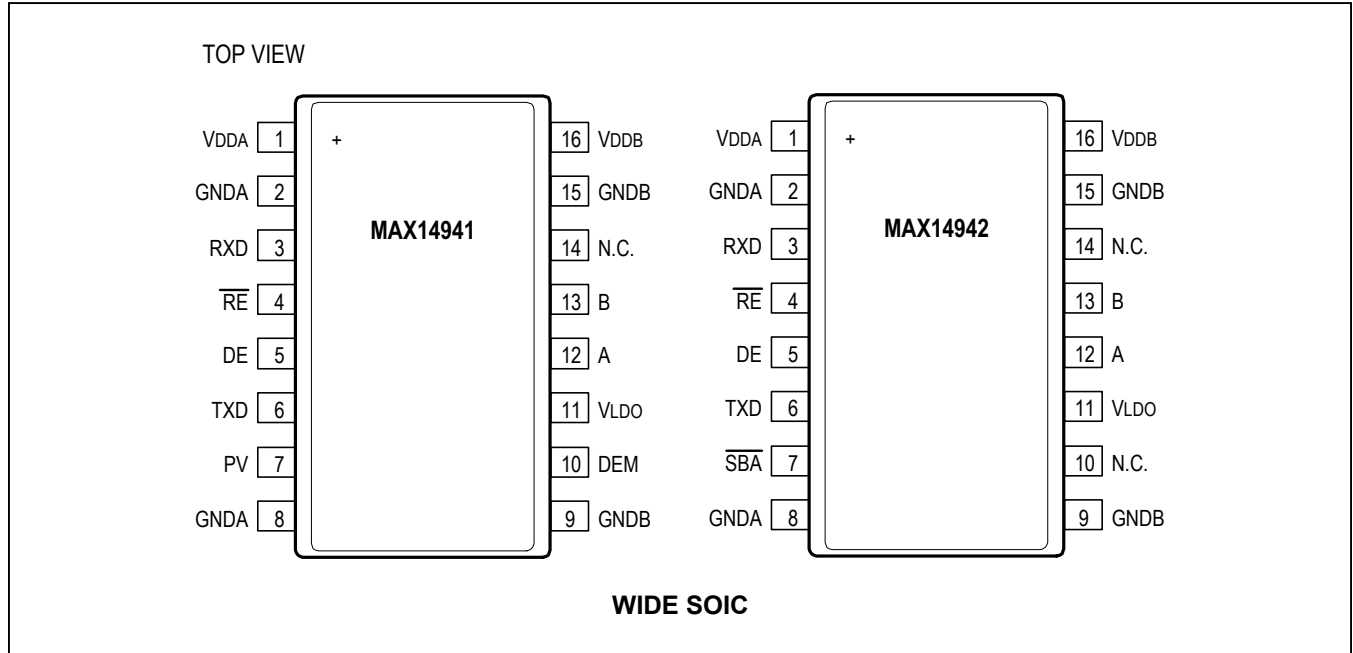 TOP VIEW
VDDA 1 + 16 VDDB
GNDA 2 15 GNDB
MAX14941
RXD 3 14 N.C.
RE 4 13 B
DE 5 12 A
TXD 6 11 VLDO
PV 7 10 DEM
GNDA 8 9 GNDB
VDDA 1 + 16 VDDB
GNDA 2 15 GNDB
MAX14942
RXD 3 14 N.C.
RE 4 13 B
DE 5 12 A
TXD 6 11 VLDO
SBA 7 10 N.C.
GNDA 8 9 GNDB
WIDE SOIC